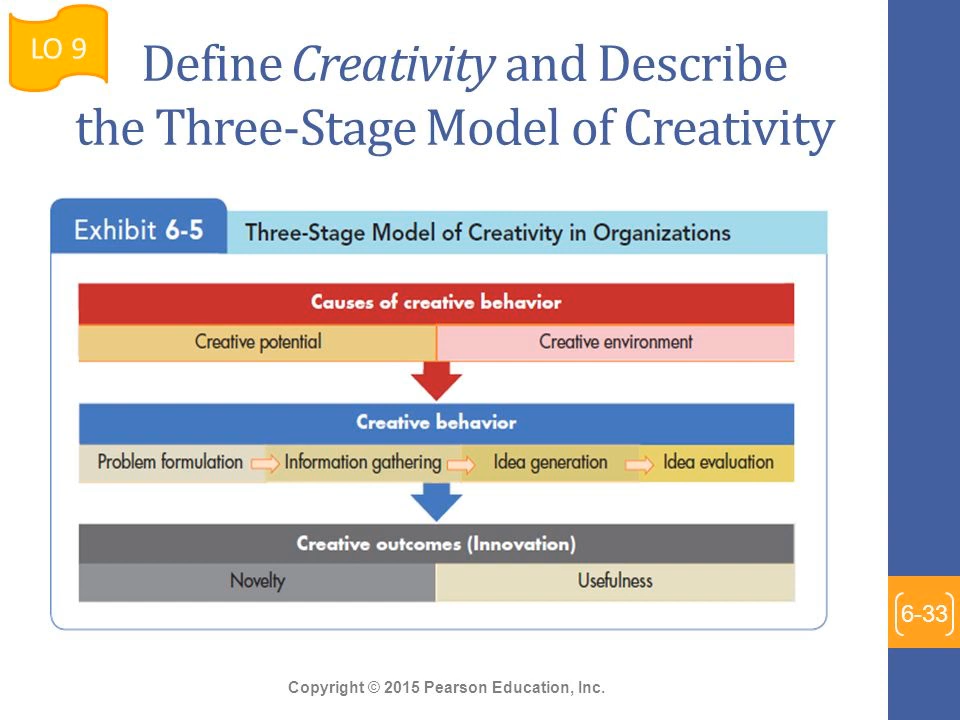 LO 9
Define Creativity and Describe
the Three-Stage Model of Creativity
Exhibit 6-5
Three-Stage Model of Creativity in Organizations
Causes of creative behavior
Creative potential
Creative environment
Creative behavior
Problem formulation
Information gathering
Idea generation
Idea evaluation
Creative outcomes (Innovation)
Novelty
Usefulness
6-33
Copyright © 2015 Pearson Education, Inc.